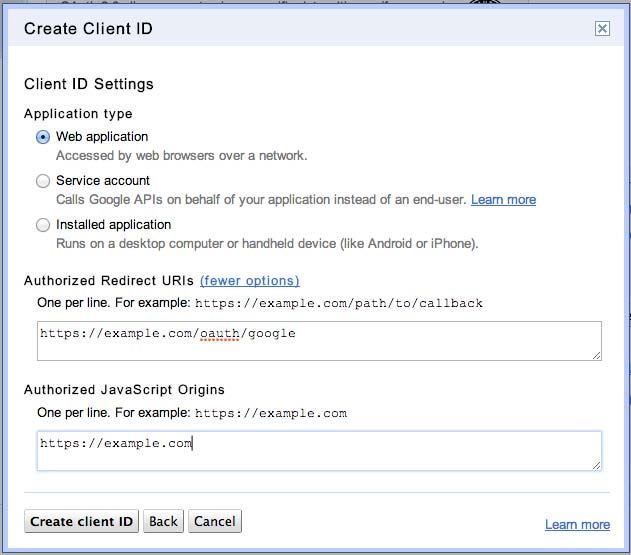 Create Client ID
Client ID Settings
Application type
Web application
Accessed by web browsers over a network.
Service account
Calls Google APIs on behalf of your application instead of an end-user. Learn more
Installed application
Runs on a desktop computer or handheld device (like Android or iPhone).
Authorized Redirect URIs (fewer options)
One per line. For example: https://example.com/path/to/callback
https://example.com/oauth/google
Authorized JavaScript Origins
One per line. For example: https://example.com
https://example.com
Create client ID Back Cancel Learn more